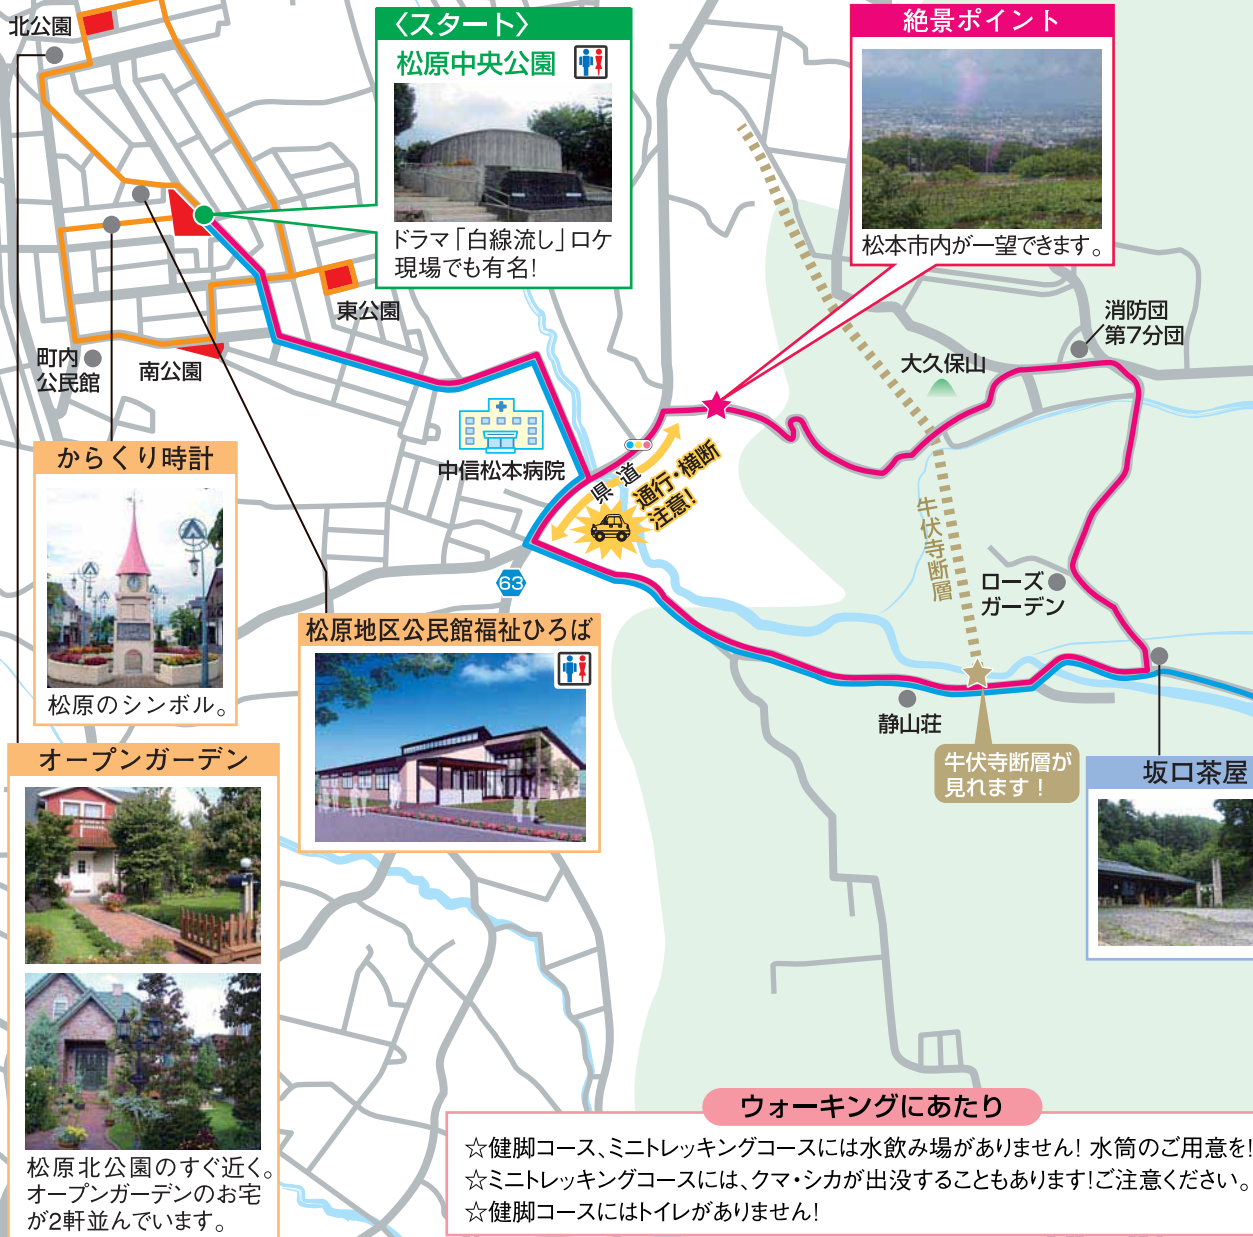 北公園
〈スタート〉
松原中央公園
ドラマ「白線流し」ロケ
現場でも有名!
絶景ポイント
松本市内が一望できます。
消防団
第7分団
大久保山
東公園
町内
公民館
南公園
中信松本病院
県道
通行・横断
注意!
63
牛伏寺断層
ローズ
ガーデン
からくり時計
松原のシンボル。
松原地区公民館福祉ひろば
静山荘
牛伏寺断層が
見れます!
坂口茶屋
オープンガーデン
松原北公園のすぐ近く。
オープンガーデンのお宅
が2軒並んでいます。
ウォーキングにあたり
☆健脚コース、ミニトレッキングコースには水飲み場がありません! 水筒のご用意を!
☆ミニトレッキングコースには、クマ・シカが出没することもあります!ご注意ください。
☆健脚コースにはトイレがありません!